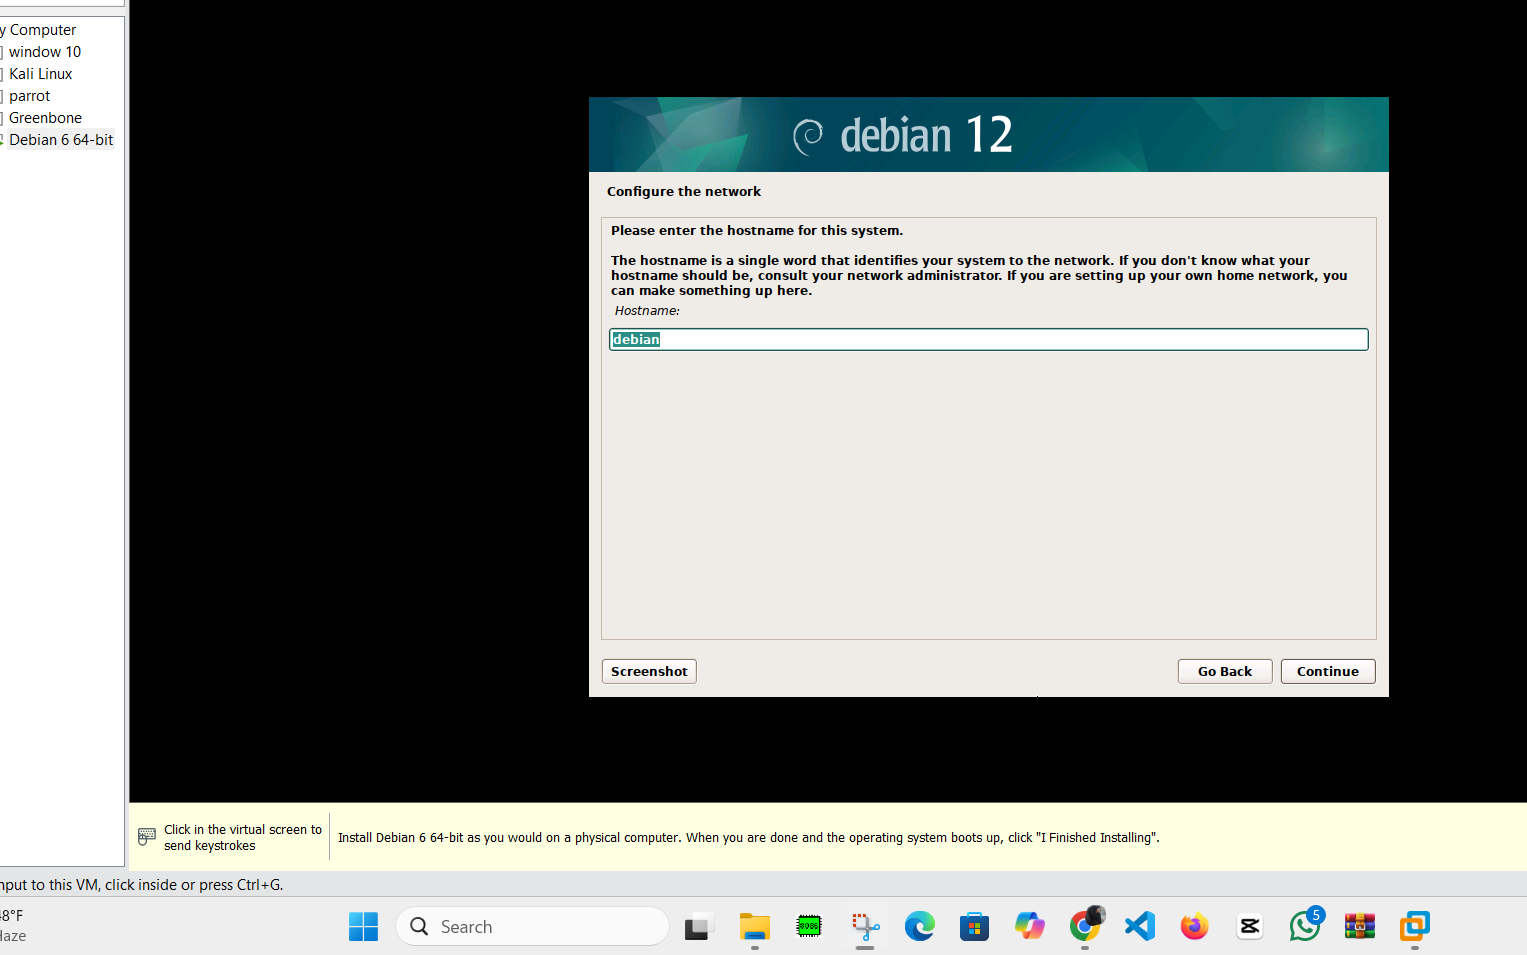 y Computer
window 10
Kali Linux
parrot
Greenbone
Debian 6 64-bit
debian 12
Configure the network
Please enter the hostname for this system.
The hostname is a single word that identifies your system to the network. If you don't know what your
hostname should be, consult your network administrator. If you are setting up your own home network, you
can make something up here.
Hostname:
debian
Screenshot
Go Back
Continue
Click in the virtual screen to
send keystrokes
Install Debian 6 64-bit as you would on a physical computer. When you are done and the operating system boots up, click "I Finished Installing".
nput to this VM, click inside or press Ctrl+G.
48°F
Haze
Search
5